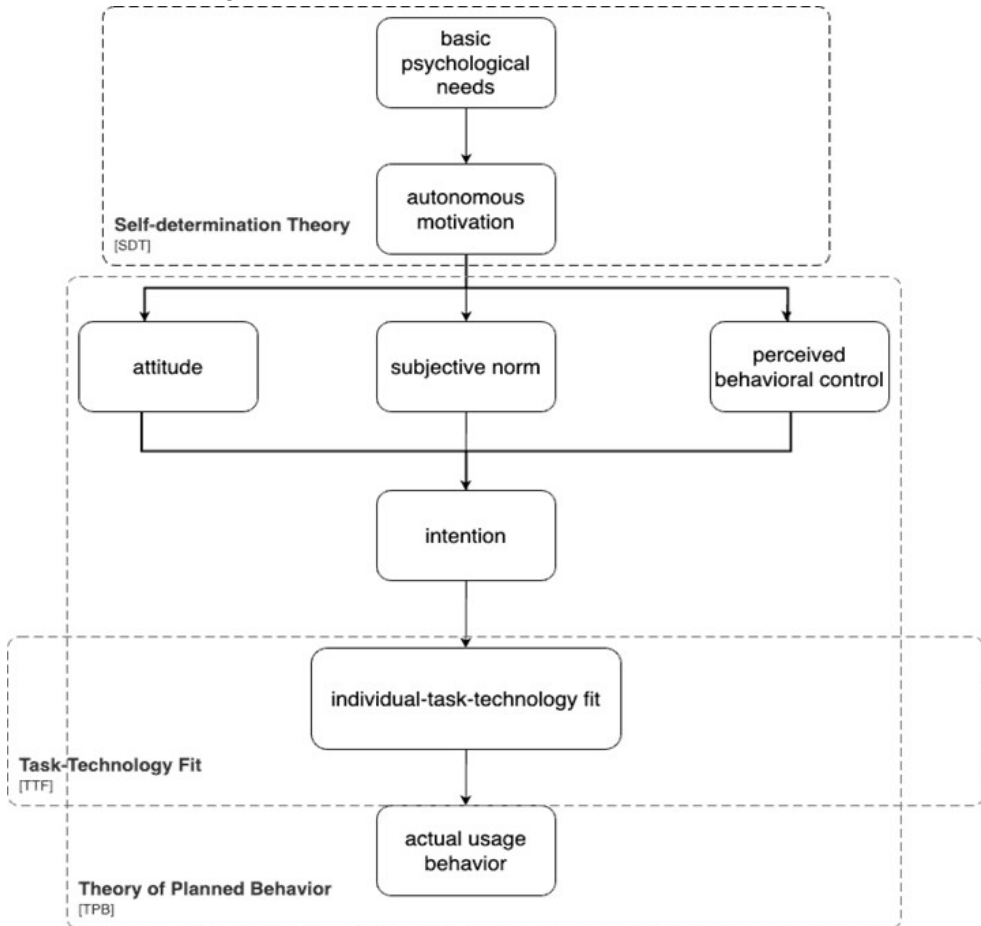 basic
psychological
needs
autonomous
motivation
Self-determination Theory
[SDT]
attitude
subjective norm
perceived
behavioral control
intention
individual-task-technology fit
Task-Technology Fit
[TTF]
actual usage
behavior
Theory of Planned Behavior
[TPB]